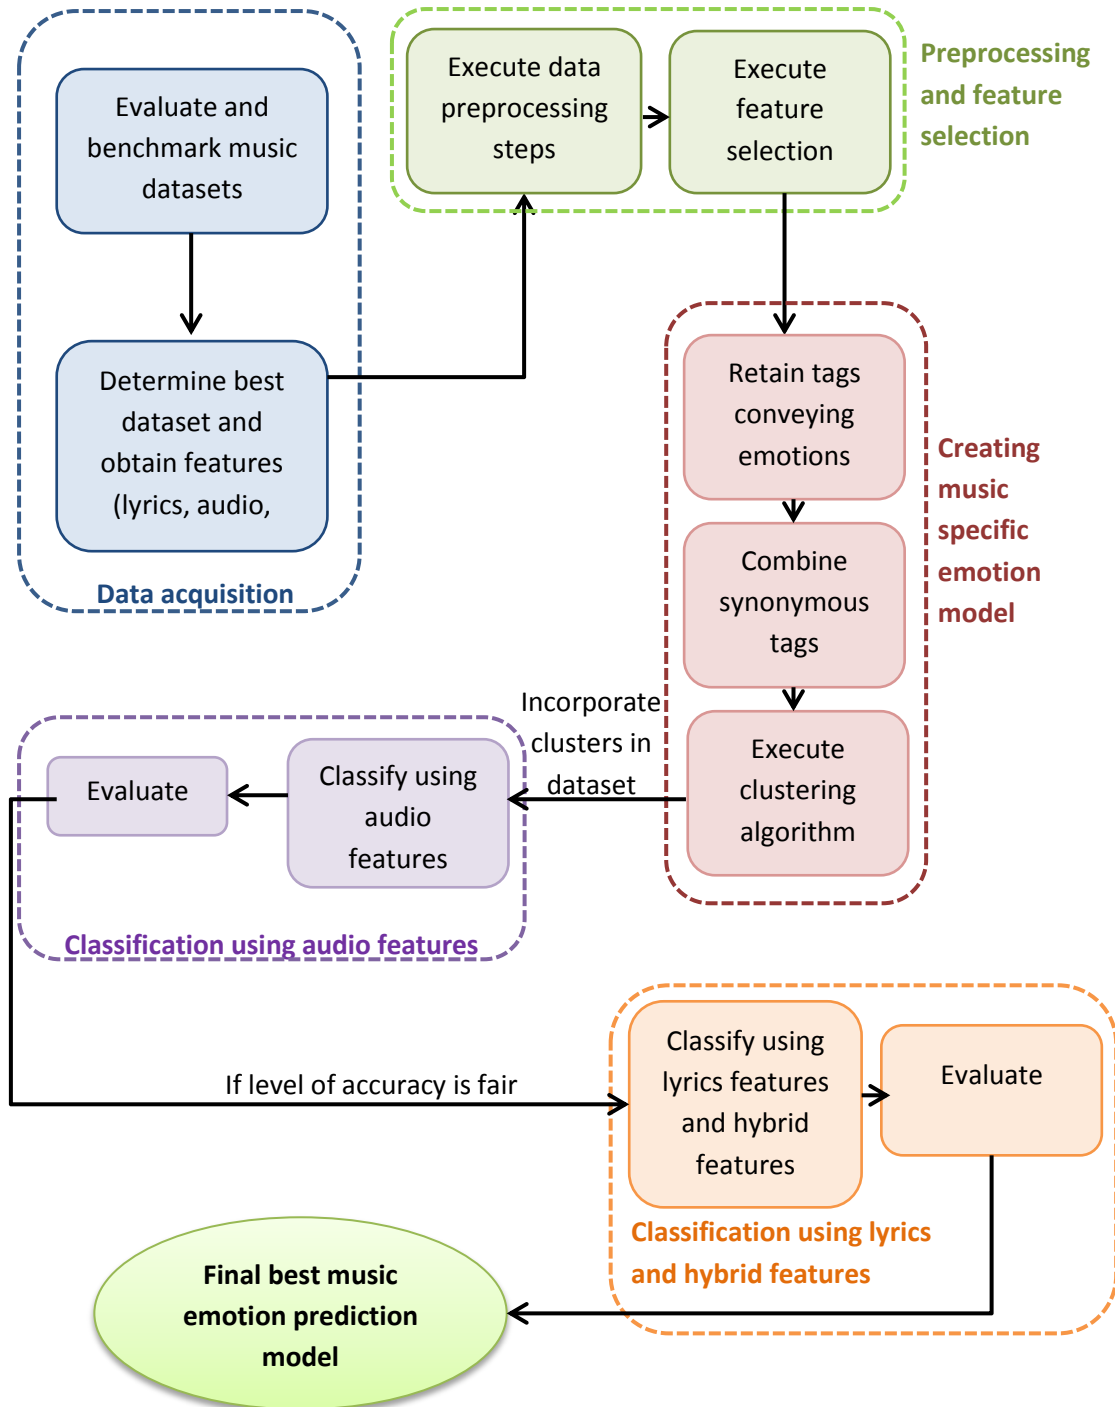 Evaluate and
benchmark music
datasets
Determine best
dataset and
obtain features
(lyrics, audio,
Data acquisition
Execute data
preprocessing
steps
Execute
feature
selection
Preprocessing
and feature
selection
Retain tags
conveying
emotions
Combine
synonymous
tags
Execute
clustering
algorithm
Creating
music
specific
emotion
model
Incorporate
clusters in
dataset
Classify using
audio
features
Evaluate
Classification using audio features
If level of accuracy is fair
Classify using
lyrics features
and hybrid
features
Evaluate
Classification using lyrics
and hybrid features
Final best music
emotion prediction
model